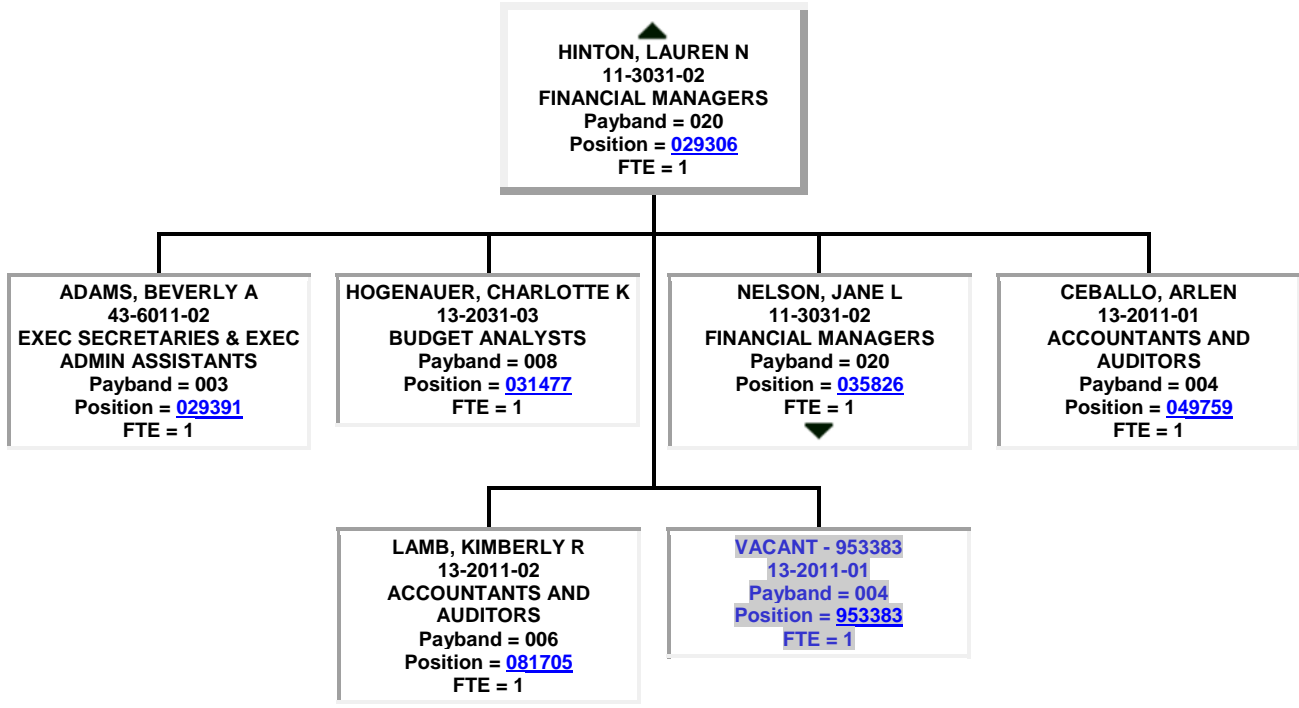 HINTON, LAUREN N
11-3031-02
FINANCIAL MANAGERS
Payband = 020
Position = 029306
FTE = 1
ADAMS, BEVERLY A
43-6011-02
EXEC SECRETARIES & EXEC
ADMIN ASSISTANTS
Payband = 003
Position = 029391
FTE = 1
HOGENAUER, CHARLOTTE K
13-2031-03
BUDGET ANALYSTS
Payband = 008
Position = 031477
FTE = 1
NELSON, JANE L
11-3031-02
FINANCIAL MANAGERS
Payband = 020
Position = 035826
FTE = 1
CEBALLO, ARLEN
13-2011-01
ACCOUNTANTS AND
AUDITORS
Payband = 004
Position = 049759
FTE = 1
LAMB, KIMBERLY R
13-2011-02
ACCOUNTANTS AND
AUDITORS
Payband = 006
Position = 081705
FTE = 1
VACANT - 953383
13-2011-01
Payband = 004
Position = 953383
FTE = 1